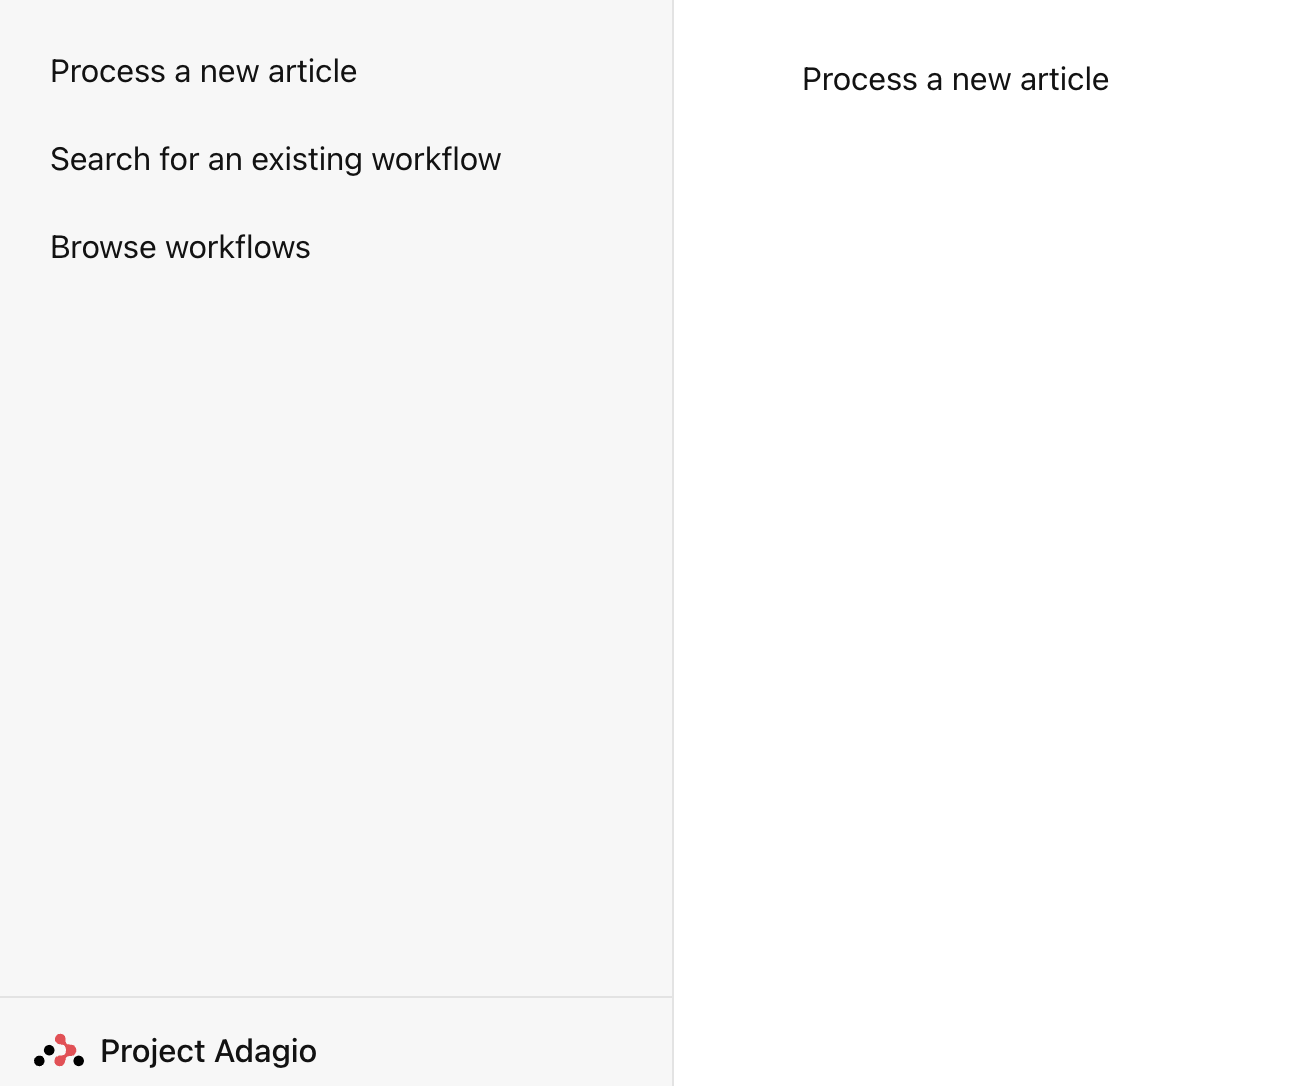 Process a new article
Search for an existing workflow
Browse workflows
Project Adagio
Process a new article